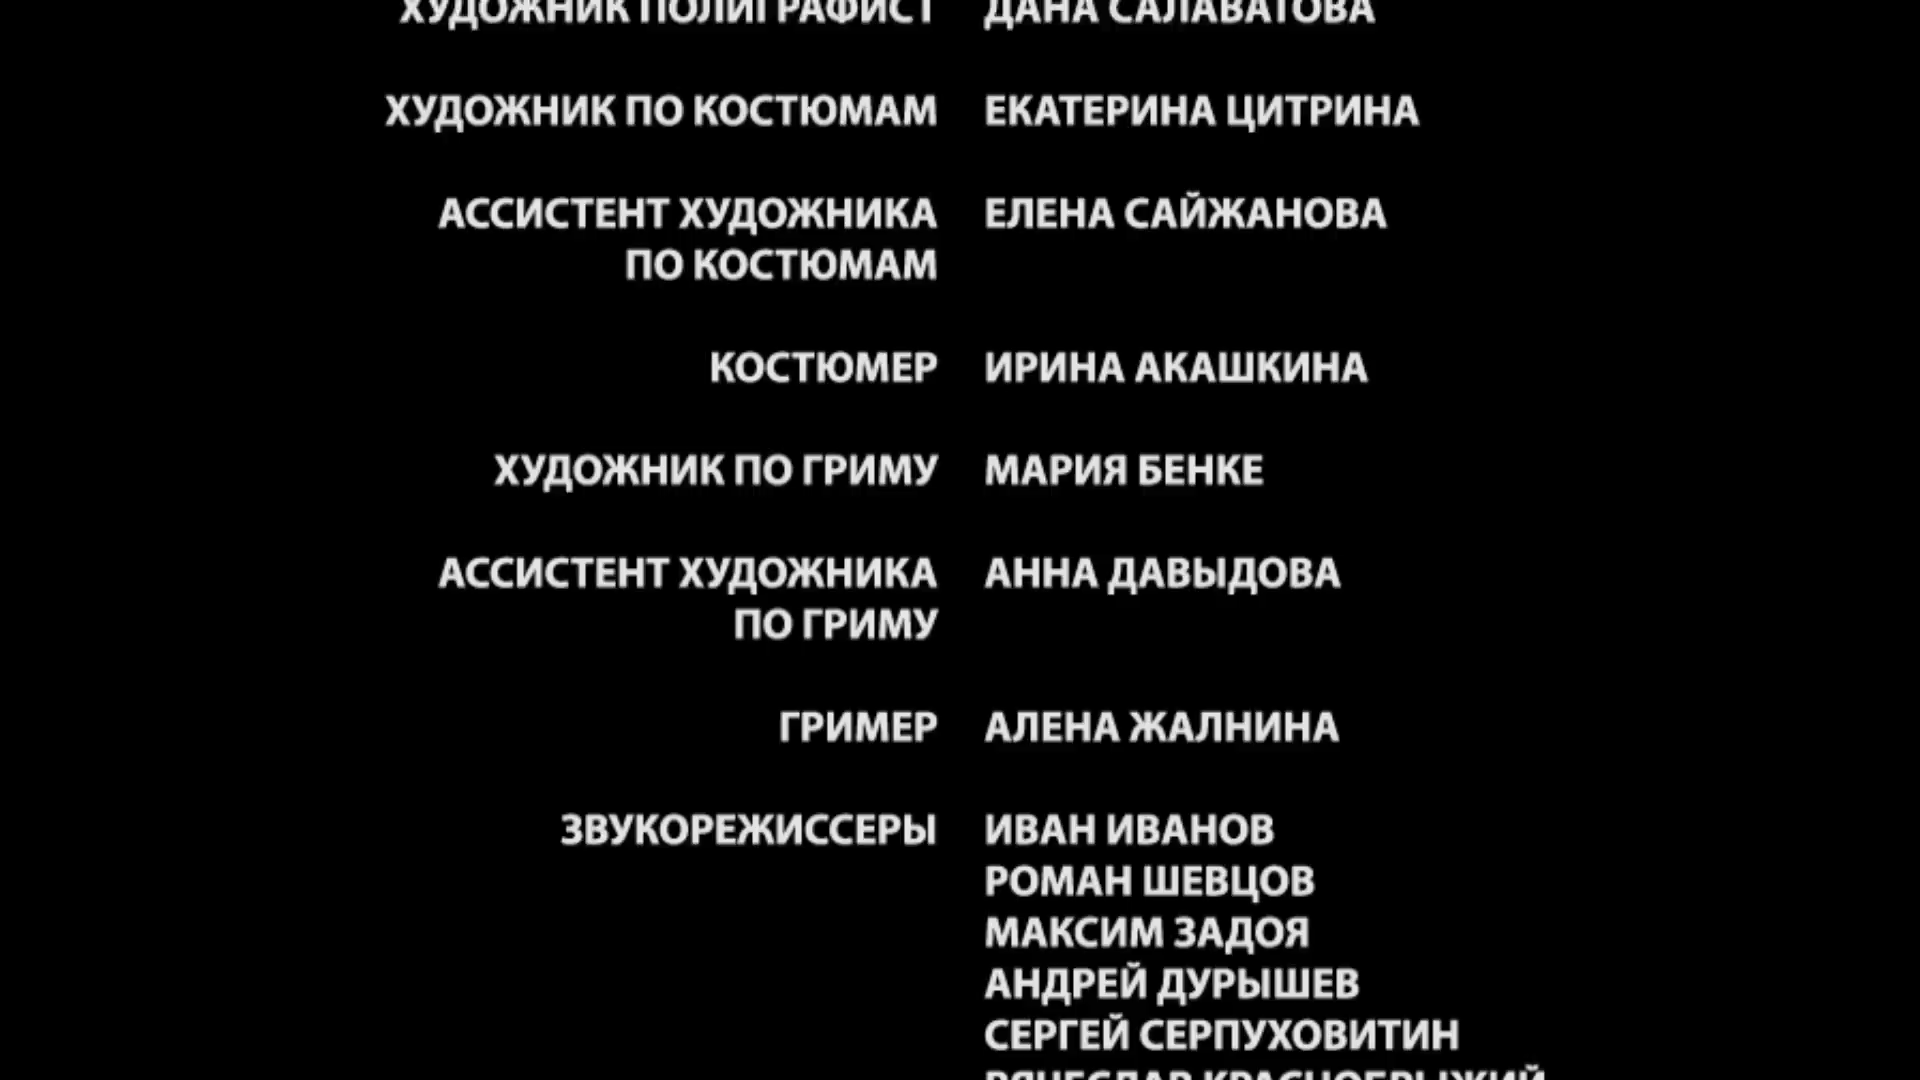 ХУДОЖНИК ПОЛИГРАФИСТ ДАНА САЛАВАТОВА
ХУДОЖНИК ПО КОСТЮМАМ ЕКАТЕРИНА ЦИТРИНА
АССИСТЕНТ ХУДОЖНИКА ЕЛЕНА САЙЖАНОВА
ПО КОСТЮМАМ
КОСТЮМЕР ИРИНА АКАШКИНА
ХУДОЖНИК ПО ГРИМУ МАРИЯ БЕНКЕ
АССИСТЕНТ ХУДОЖНИКА АННА ДАВЫДОВА
ПО ГРИМУ
ГРИМЕР АЛЕНА ЖАЛНИНА
ЗВУКОРЕЖИССЕРЫ ИВАН ИВАНОВ
РОМАН ШЕВЦОВ
МАКСИМ ЗАДОЯ
АНДРЕЙ ДУРЫШЕВ
СЕРГЕЙ СЕРПУХОВИТИН
ВЯЧЕСЛАВ